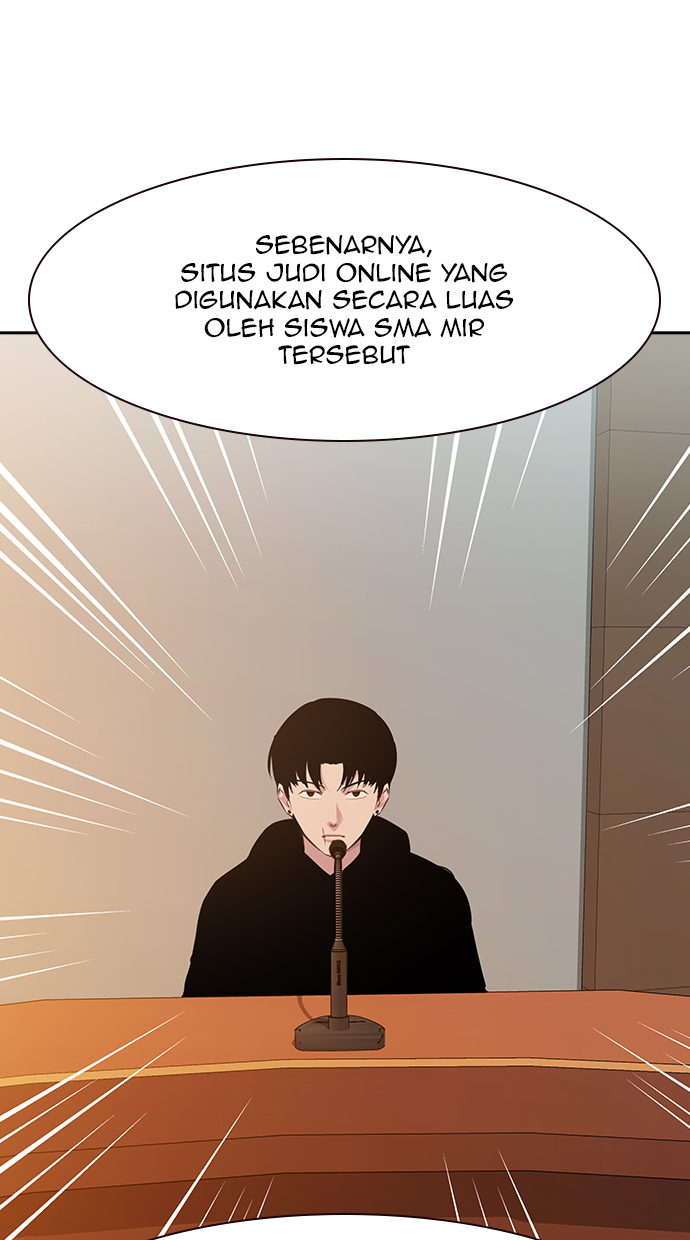 SEBENARNYA,
SITUS JUDI ONLINE YANG
DIGUNAKAN SECARA LUAS
OLEH SISWA SMA MIR
TERSEBUT